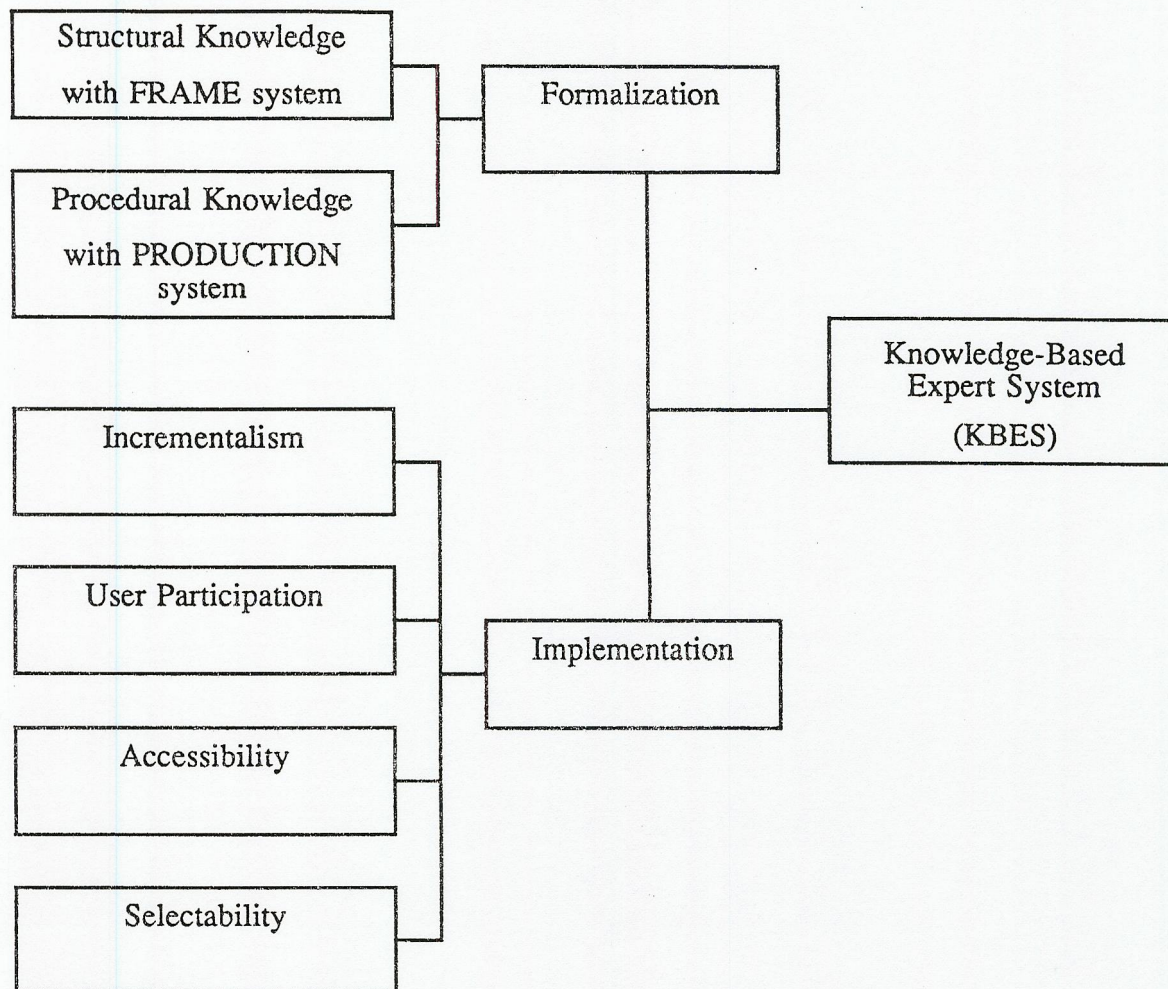 Structural Knowledge
with FRAME system
Formalization
Procedural Knowledge
with PRODUCTION
system
Knowledge-Based
Expert System
(KBES)
Incrementalism
User Participation
Implementation
Accessibility
Selectability